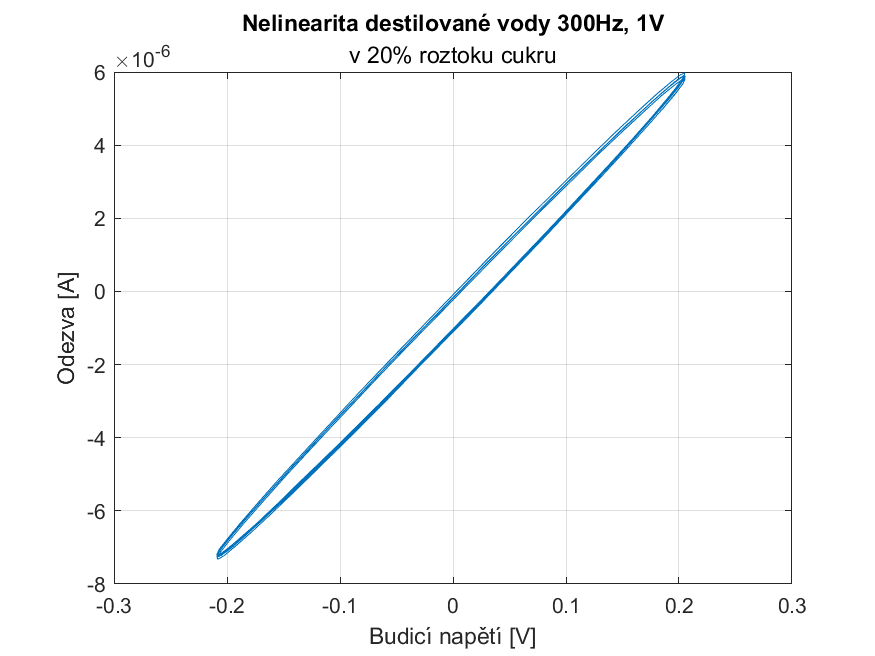 Nelinearita destilované vody 300Hz, 1V
v 20% roztoku cukru
×10^-6
6
4
2
0
-2
-4
-6
-8
Odezva [A]
-0.3 -0.2 -0.1 0 0.1 0.2 0.3
Budicí napětí [V]